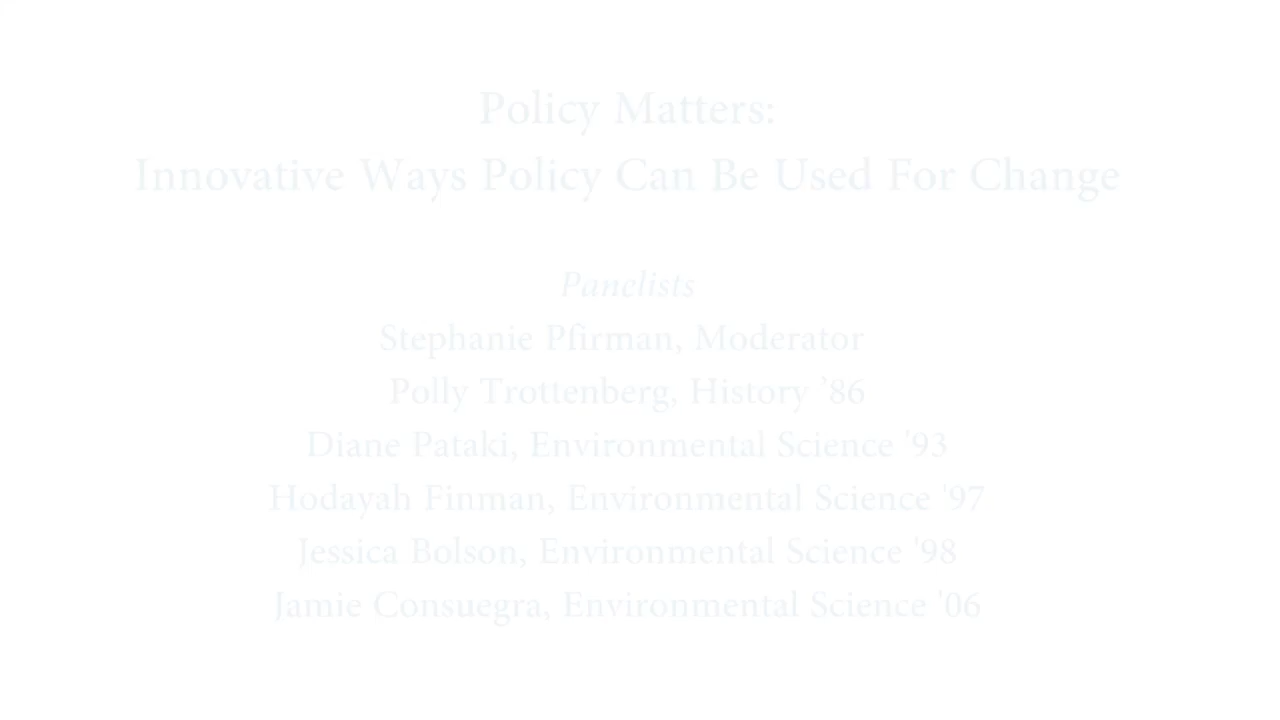 Policy Matters:
Innovative Ways Policy Can Be Used For Change
Panelists
Stephanie Pfirman, Moderator
Polly Trottenberg, History ’86
Diane Pataki, Environmental Science '93
Hodayah Finman, Environmental Science '97
Jessica Bolson, Environmental Science '98
Jamie Consuegra, Environmental Science '06